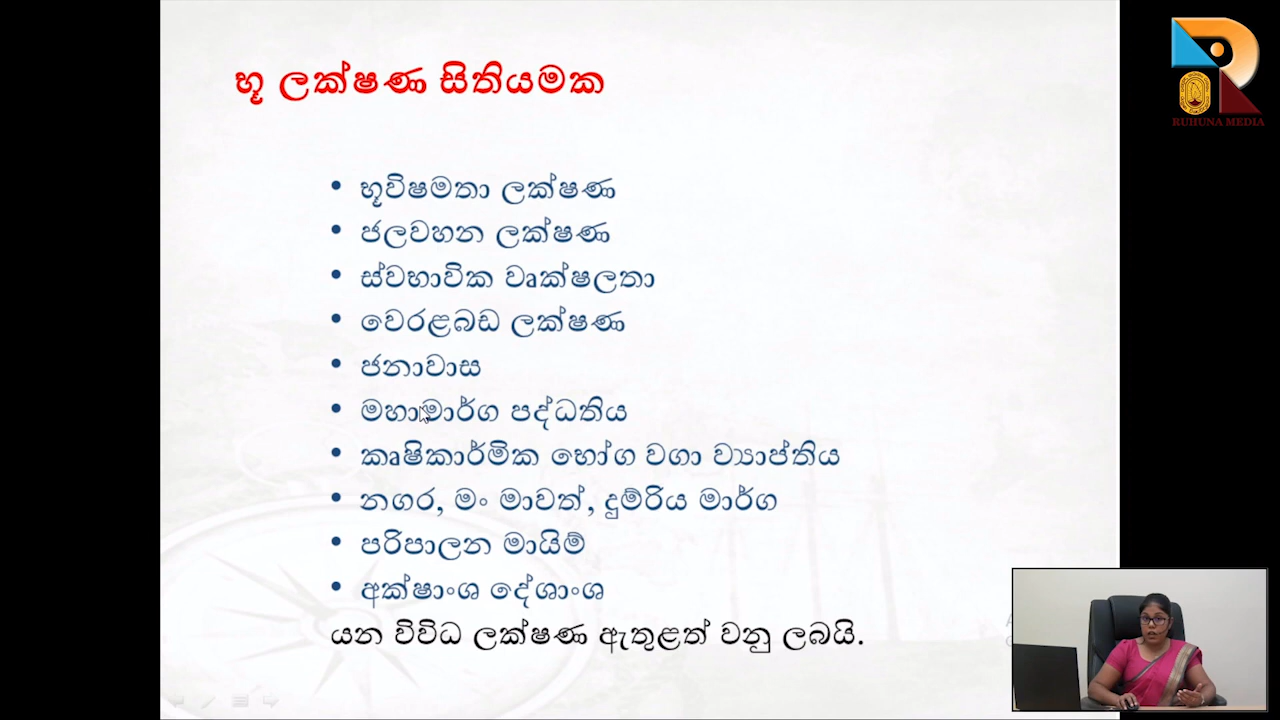 භූ ලක්ෂණ සිතියමක
• භූවිෂමතා ලක්ෂණ
• ජලවහන ලක්ෂණ
• ස්වභාවික වෘක්ෂලතා
• වෙරළබඩ ලක්ෂණ
• ජනාවාස
• මහාමාර්ග පද්ධතිය
• කෘෂිකාර්මික භෝග වගා ව්‍යාප්තිය
• නගර, මං මාවත්, දුම්රිය මාර්ග
• පරිපාලන මායිම්
• අක්ෂාංශ දේශාංශ
යන විවිධ ලක්ෂණ ඇතුළත් වනු ලබයි.
RUHUNA MEDIA